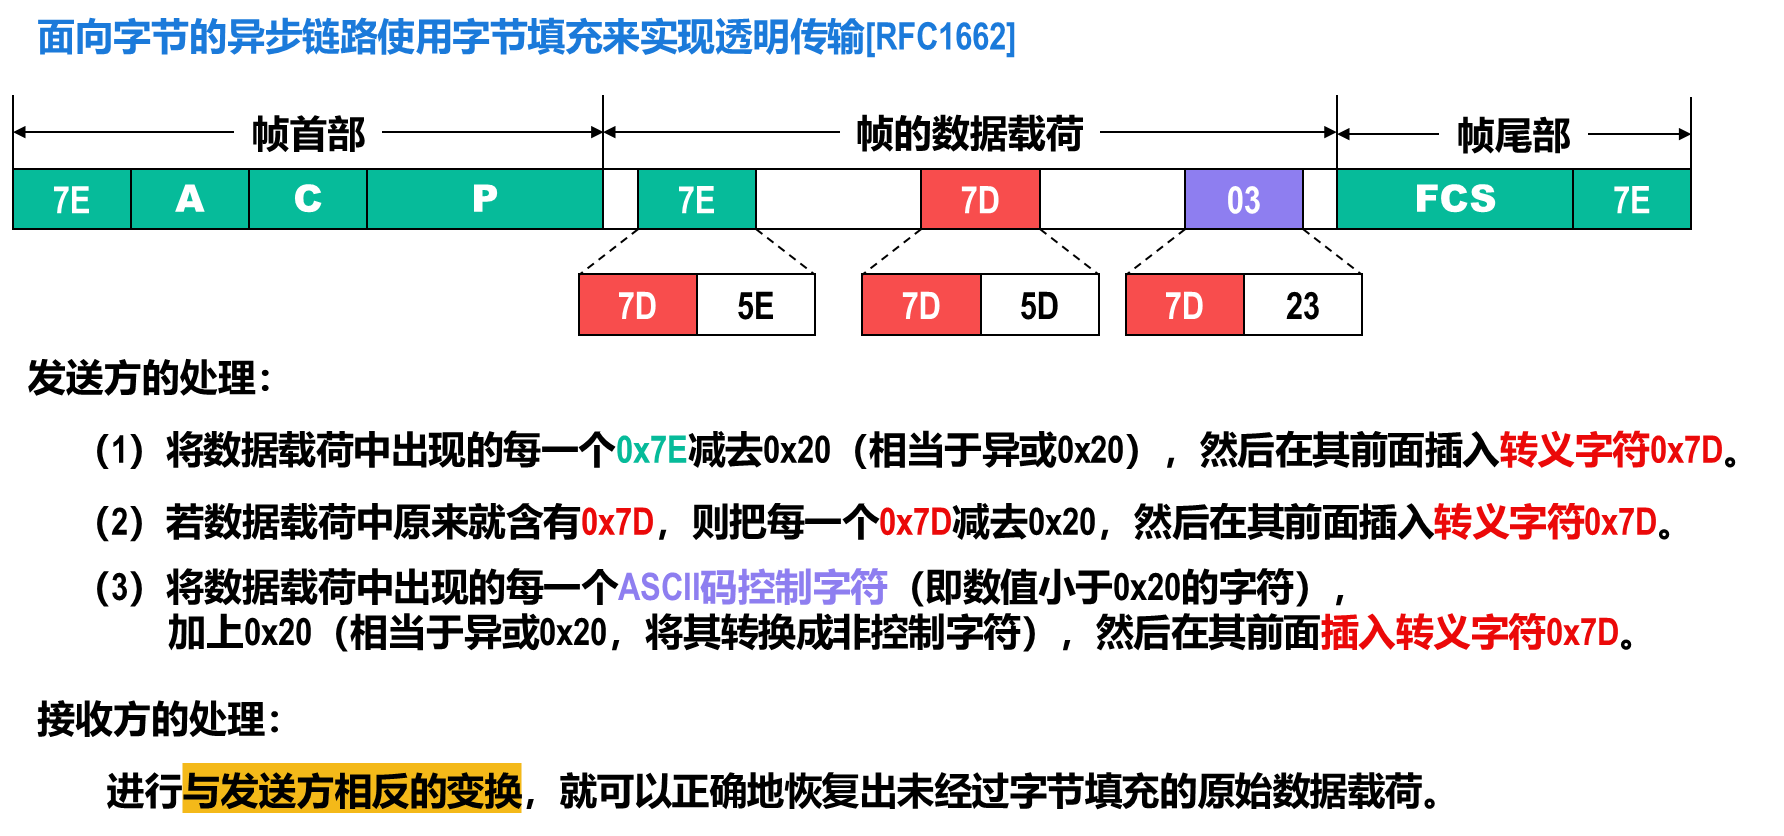 面向字节的异步链路使用字节填充来实现透明传输[RFC1662]
帧首部 帧的数据载荷 帧尾部
7E A C P 7E 7D 03 FCS 7E
7D 5E 7D 5D 7D 23
发送方的处理：
（1）将数据载荷中出现的每一个0x7E减去0x20（相当于异或0x20），然后在其前面插入转义字符0x7D。
（2）若数据载荷中原来就含有0x7D，则把每一个0x7D减去0x20，然后在其前面插入转义字符0x7D。
（3）将数据载荷中出现的每一个ASCII码控制字符（即数值小于0x20的字符），
加上0x20（相当于异或0x20，将其转换成非控制字符），然后在其前面插入转义字符0x7D。
接收方的处理：
进行与发送方相反的变换，就可以正确地恢复出未经过字节填充的原始数据载荷。